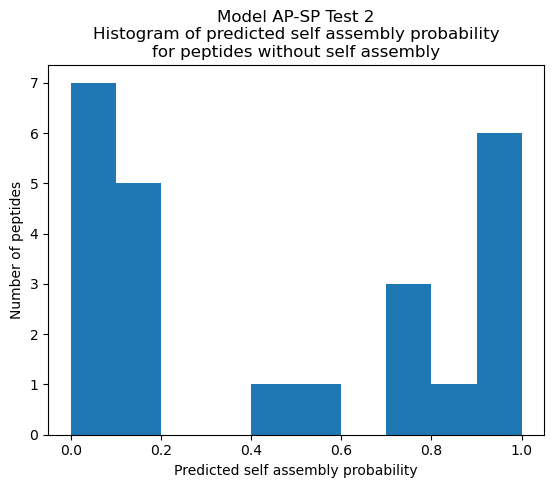 Model AP-SP Test 2
Histogram of predicted self assembly probability
for peptides without self assembly
7
6
5
4
3
2
1
0
Number of peptides
0.0 0.2 0.4 0.6 0.8 1.0
Predicted self assembly probability